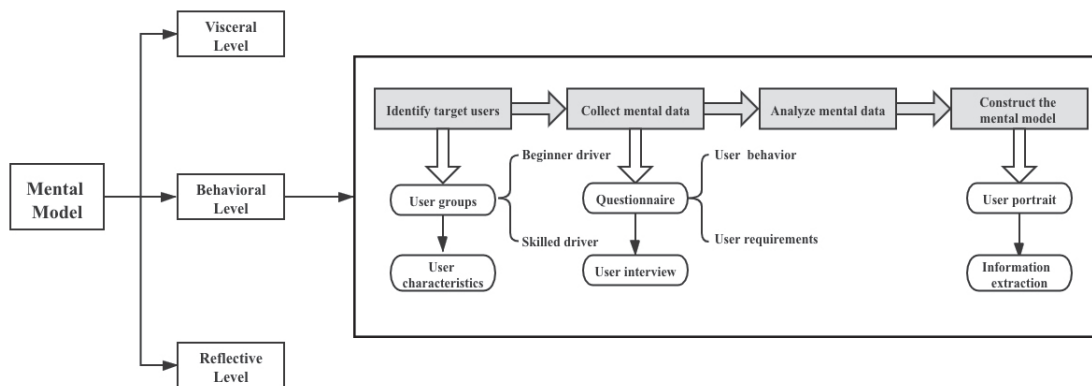 Visceral
Level
Mental
Model
Behavioral
Level
Reflective
Level
Identify target users
Collect mental data
Analyze mental data
Construct the
mental model
Beginner driver
User groups
Skilled driver
User
characteristics
User behavior
Questionnaire
User requirements
User interview
User portrait
Information
extraction